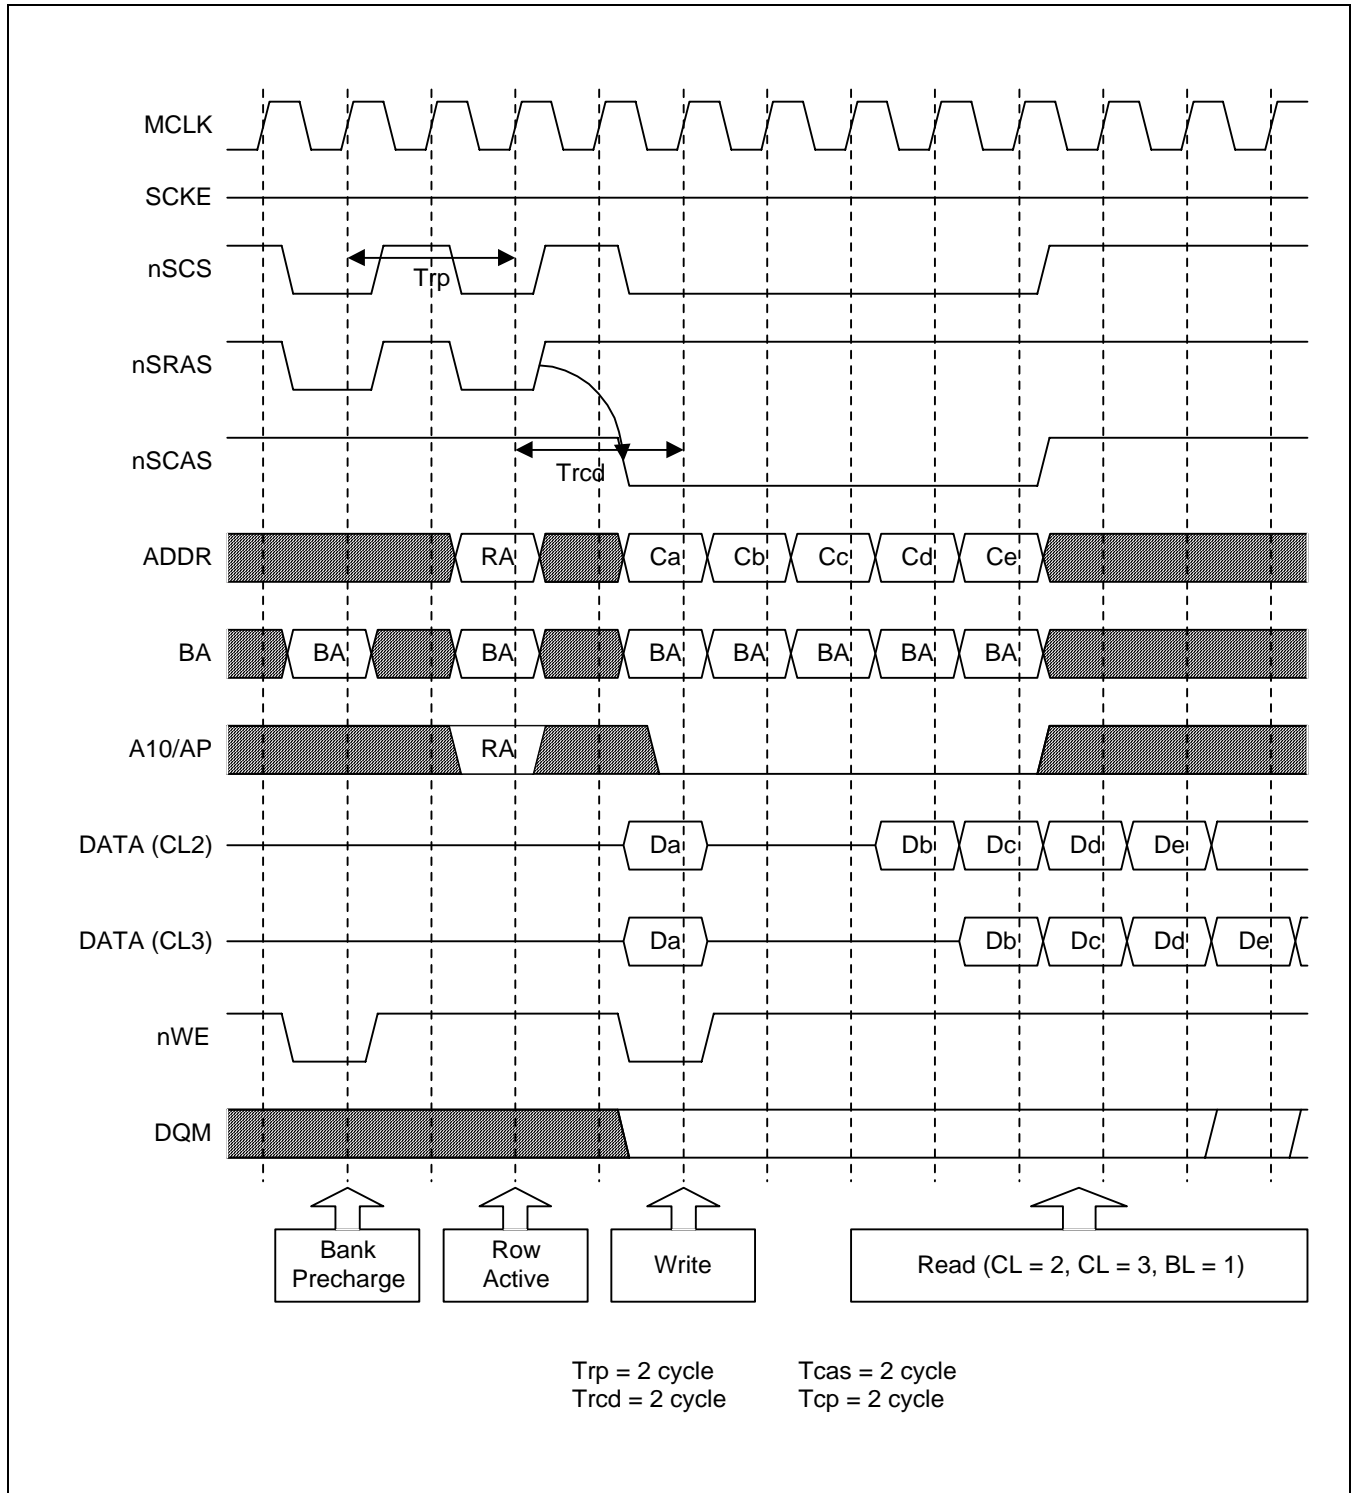 MCLK
SCKE
nSCS
Trp
nSRAS
nSCAS
Trcd
ADDR RA Ca Cb Cc Cd Ce
BA BA BA BA BA BA BA BA
A10/AP RA
DATA (CL2) Da Db Dc Dd De
DATA (CL3) Da Db Dc Dd De
nWE
DQM
Bank
Precharge
Row
Active
Write
Read (CL = 2, CL = 3, BL = 1)
Trp = 2 cycle Tcas = 2 cycle
Trcd = 2 cycle Tcp = 2 cycle